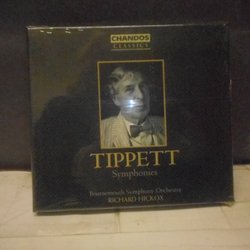 CHANDOS
CLASSICS
TIPPETT
Symphonies
Bournemouth Symphony Orchestra
RICHARD HICKOX